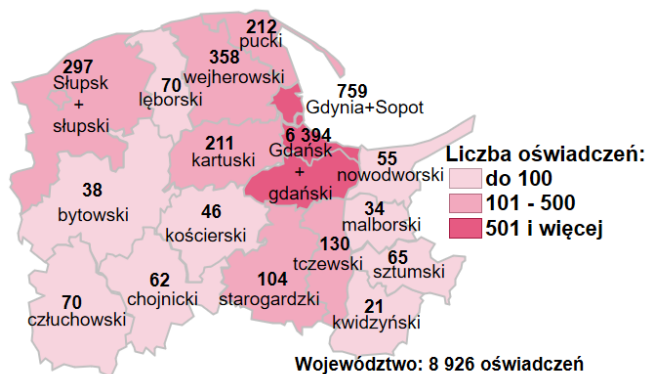 212
pucki
358
wejherowski
297
Słupsk
+
słupski
70
lęborski
759
Gdynia+Sopot
6 394
Gdańsk
+
gdański
211
kartuski
55
nowodworski
Liczba oświadczeń:
do 100
101 - 500
501 i więcej
38
bytowski
46
kościerski
34
malborski
130
tczewski
65
sztumski
104
starogardzki
62
chojnicki
70
człuchowski
21
kwidzyński
Województwo: 8 926 oświadczeń